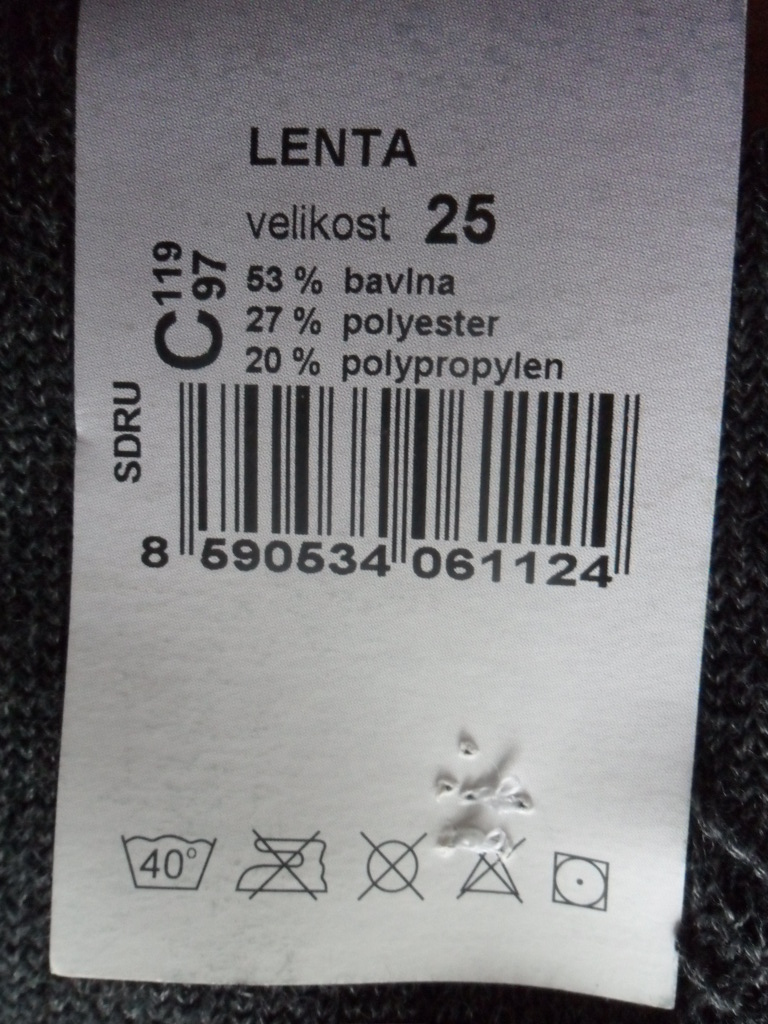 LENTA
velikost 25
C 119 97
53 % bavlna
27 % polyester
20 % polypropylen
SDRU
8 590534 061124
40°